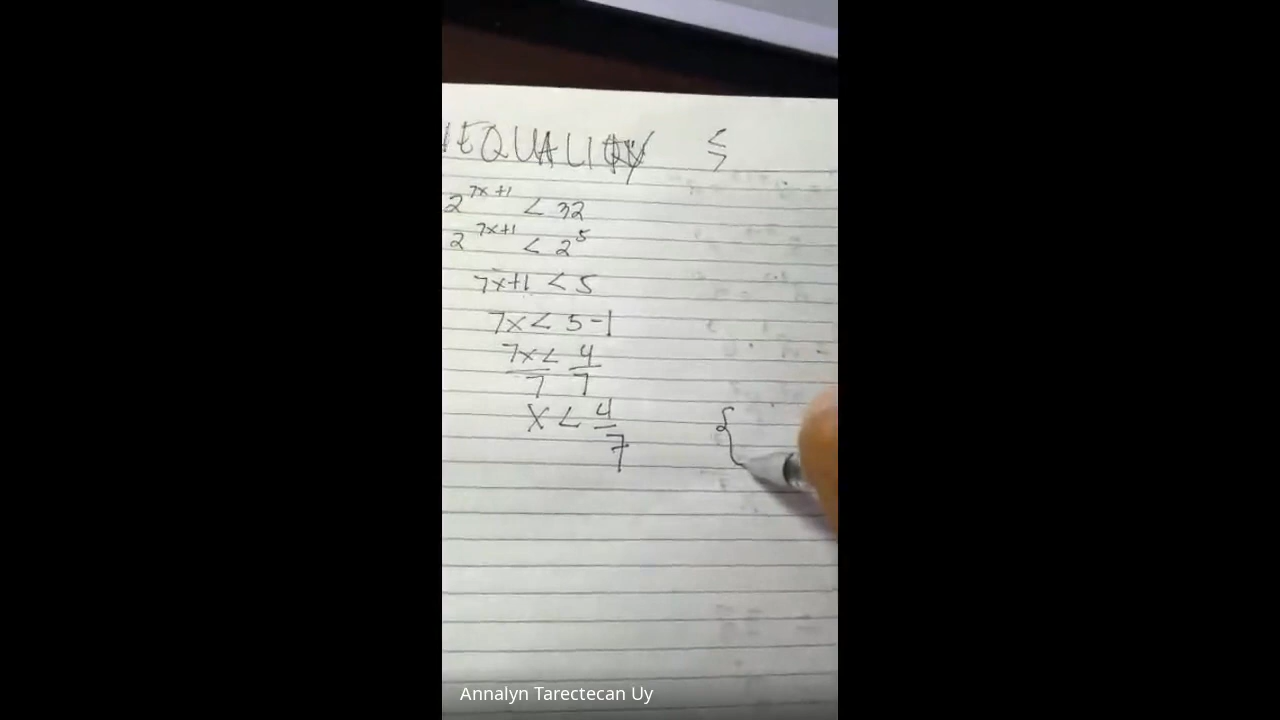 NEQUALITY ≤ >
2^(7x+1) < 32
2^(7x+1) < 2^5
7x+1 < 5
7x < 5-1
7x/7 < 4/7
x < 4/7
{
Annalyn Tarectecan Uy